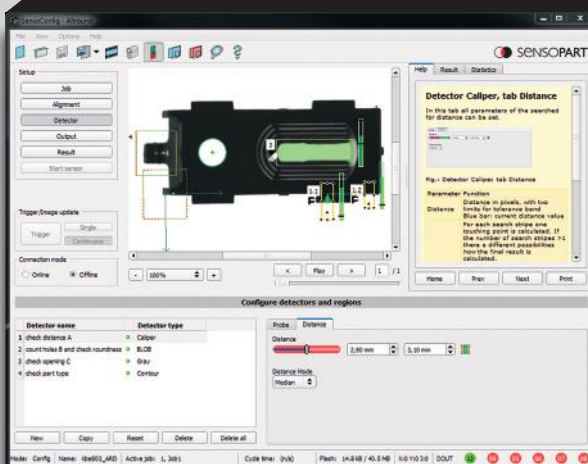 SensoConfig - Allround
File Item Options Help
SENSOPART
Setup
Job
Alignment
Detector
Output
Result
Start sensor
Trigger/Image update
Trigger
Single
Continuous
Connection mode
Online
Offline
3
1-1
1-2
- 100% +
< Play > 1 / 1
Help Result Statistics
Detector Caliper, tab Distance
In this tab all parameters of the searched
for distance can be set.
Fig.: Detector Caliper, tab Distance
Parameter Function
Distance
Distance in pixels, with two
limits for tolerance band
Blue bar: current distance value
For each search stripe one
touching point is calculated. If
the number of search stripes >1
there a different possibilities
how the final result is
calculated.
Home Prev Next Print
Configure detectors and regions
Detector name Detector type
1 check distance A Caliper
2 count holes B and check roundness BLOB
3 check opening C Gray
4 check part type Contour
New Copy Reset Delete Delete all
Probe Distance
Distance
2,90 mm 3,10 mm
Distance Mode
Median
Mode: Config Active job: 1, Job1 Cycle time: (n/a) DOUT